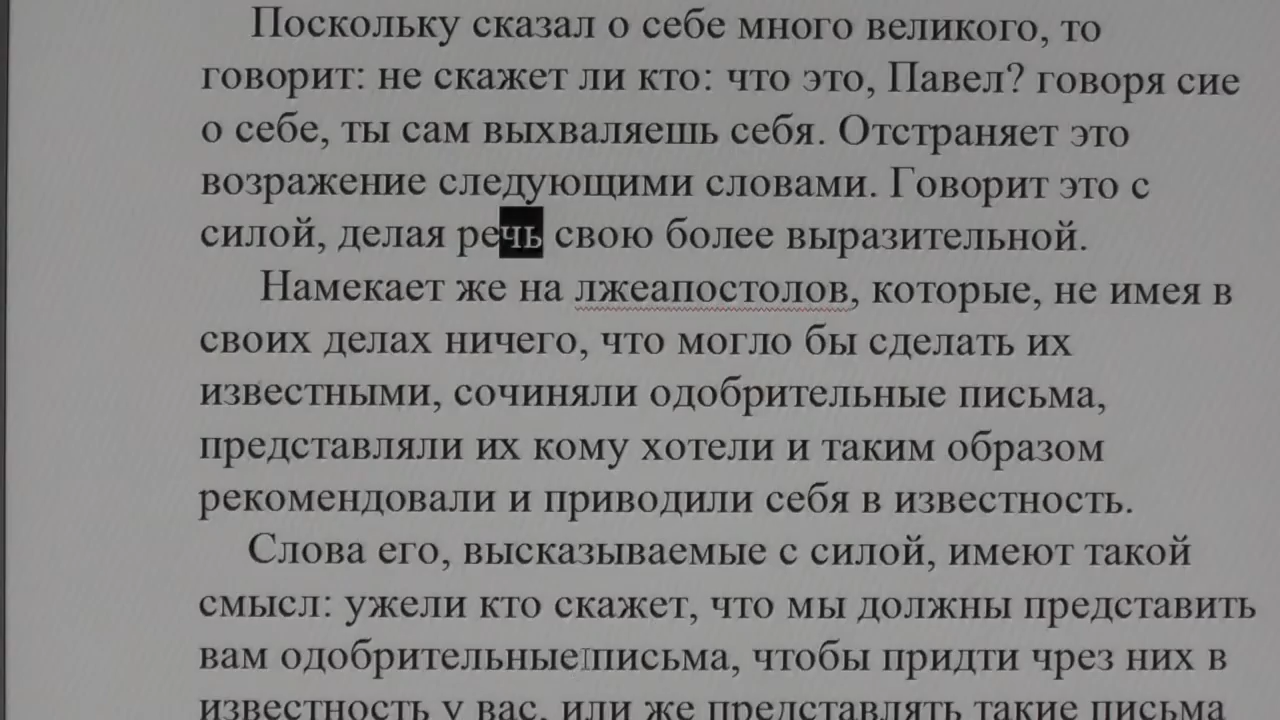 Поскольку сказал о себе много великого, то
говорит: не скажет ли кто: что это, Павел? говоря сие
о себе, ты сам выхваляешь себя. Отстраняет это
возражение следующими словами. Говорит это с
силой, делая речь свою более выразительной.
Намекает же на лжеапостолов, которые, не имея в
своих делах ничего, что могло бы сделать их
известными, сочиняли одобрительные письма,
представляли их кому хотели и таким образом
рекомендовали и приводили себя в известность.
Слова его, высказываемые с силой, имеют такой
смысл: ужели кто скажет, что мы должны представить
вам одобрительные письма, чтобы придти чрез них в
известность у вас, или же представлять такие письма